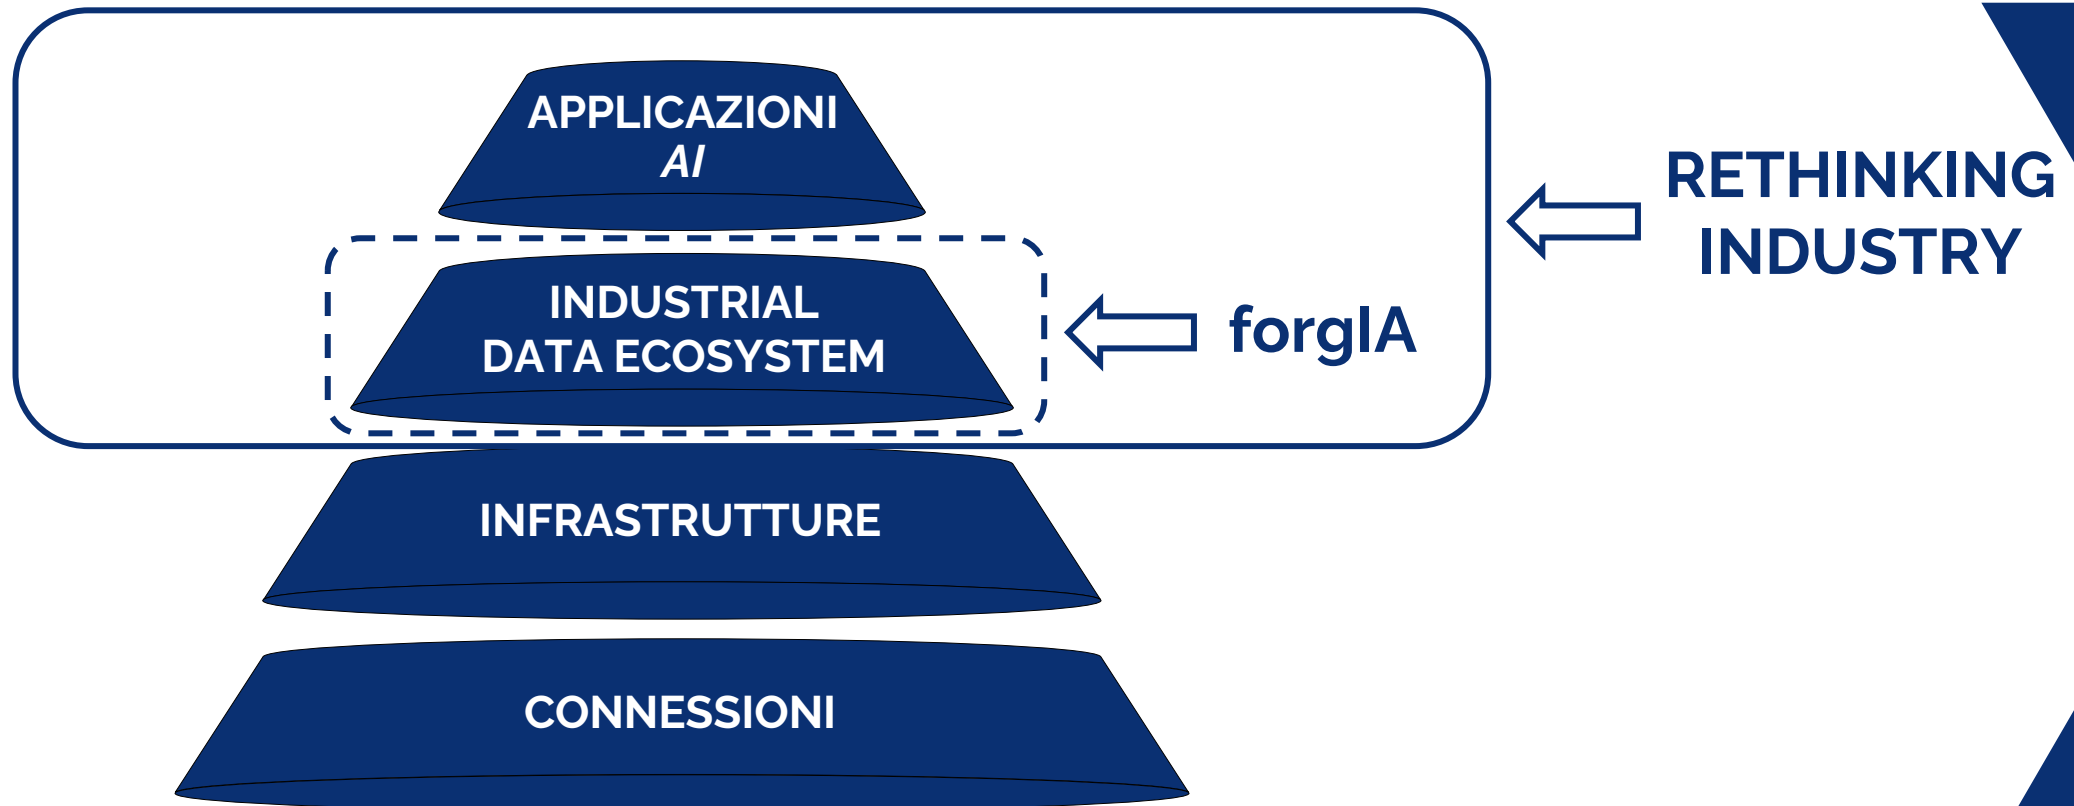 APPLICAZIONI
AI
RETHINKING
INDUSTRY
INDUSTRIAL
DATA ECOSYSTEM
forgIA
INFRASTRUTTURE
CONNESSIONI